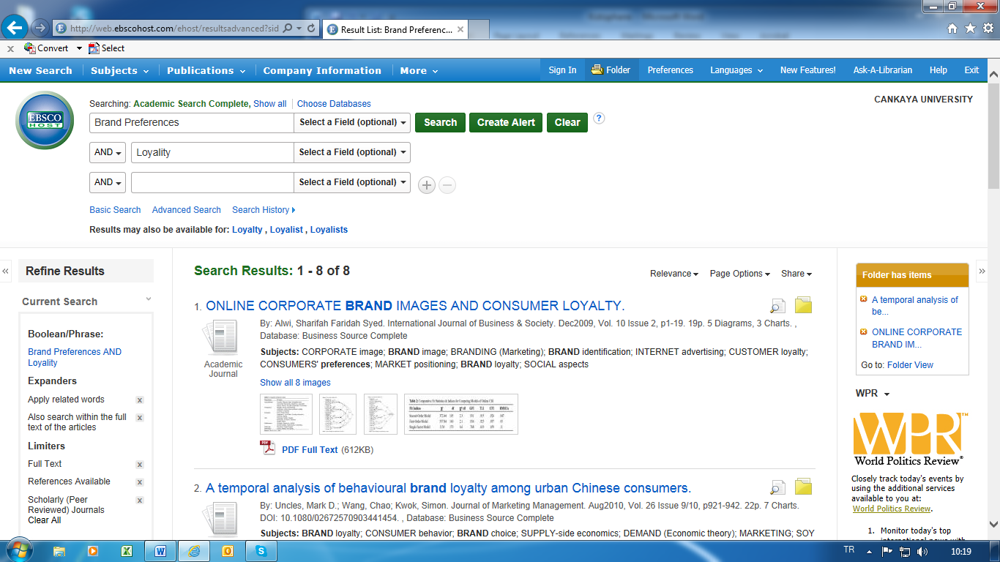 http://web.ebscohost.com/ehost/resultsadvanced?sid
Result List: Brand Preferenc...
x Convert Select
New Search Subjects Publications Company Information More Sign In Folder Preferences Languages New Features! Ask-A-Librarian Help Exit
CANKAYA UNIVERSITY
EBSCO
HOST
Searching: Academic Search Complete, Show all Choose Databases
Brand Preferences Select a Field (optional) Search Create Alert Clear ?
AND Loyality Select a Field (optional)
AND Select a Field (optional)
Basic Search Advanced Search Search History
Results may also be available for: Loyalty , Loyalist , Loyalists
Refine Results
Current Search
Boolean/Phrase:
Brand Preferences AND
Loyality
Expanders
Apply related words x
Also search within the full
text of the articles x
Limiters
Full Text x
References Available x
Scholarly (Peer
Reviewed) Journals x
Clear All
Search Results: 1 - 8 of 8
Relevance Page Options Share
1. ONLINE CORPORATE BRAND IMAGES AND CONSUMER LOYALTY.
Academic
Journal
By: Alwi, Sharifah Faridah Syed. International Journal of Business & Society. Dec2009, Vol. 10 Issue 2, p1-19. 19p. 5 Diagrams, 3 Charts. ,
Database: Business Source Complete
Subjects: CORPORATE image; BRAND image; BRANDING (Marketing); BRAND identification; INTERNET advertising; CUSTOMER loyalty;
CONSUMERS' preferences; MARKET positioning; BRAND loyalty; SOCIAL aspects
Show all 8 images
PDF Full Text (612KB)
2. A temporal analysis of behavioural brand loyalty among urban Chinese consumers.
By: Uncles, Mark D.; Wang, Chao; Kwok, Simon. Journal of Marketing Management. Aug2010, Vol. 26 Issue 9/10, p921-942. 22p. 7 Charts.
DOI: 10.1080/02672570903441454. , Database: Business Source Complete
Subjects: BRAND loyalty; CONSUMER behavior; BRAND choice; SUPPLY-side economics; DEMAND (Economic theory); MARKETING; SOY
Folder has items
A temporal analysis of
be...
ONLINE CORPORATE
BRAND IM...
Go to: Folder View
WPR
WPR
World Politics Review®
Closely track today's events by
using the additional services
available to you at:
World Politics Review.
1. Monitor today's top
international news with
TR 10:19